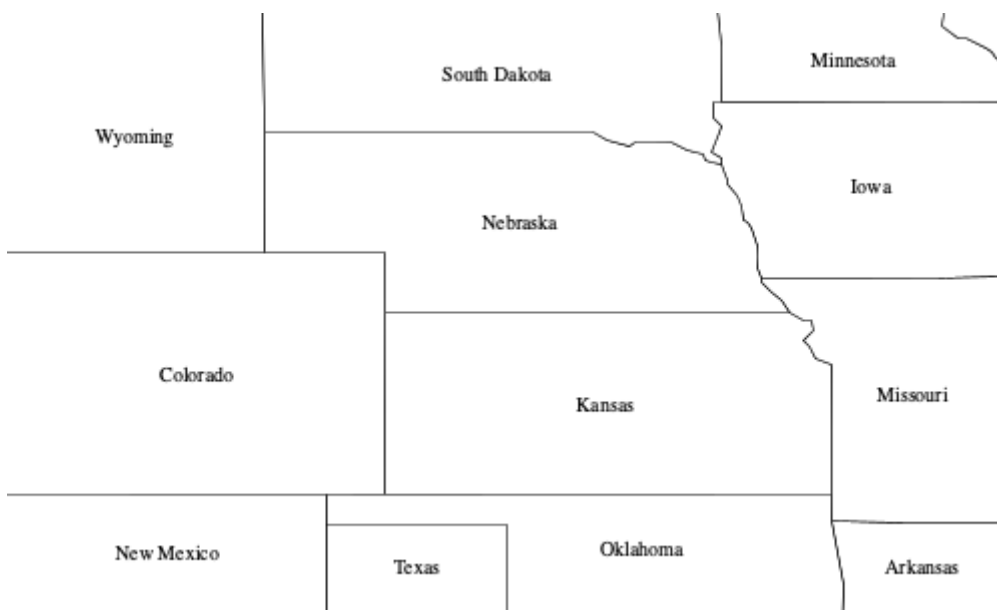 Minnesota
South Dakota
Wyoming
Iowa
Nebraska
Colorado
Missouri
Kansas
Oklahoma
New Mexico
Texas
Arkansas